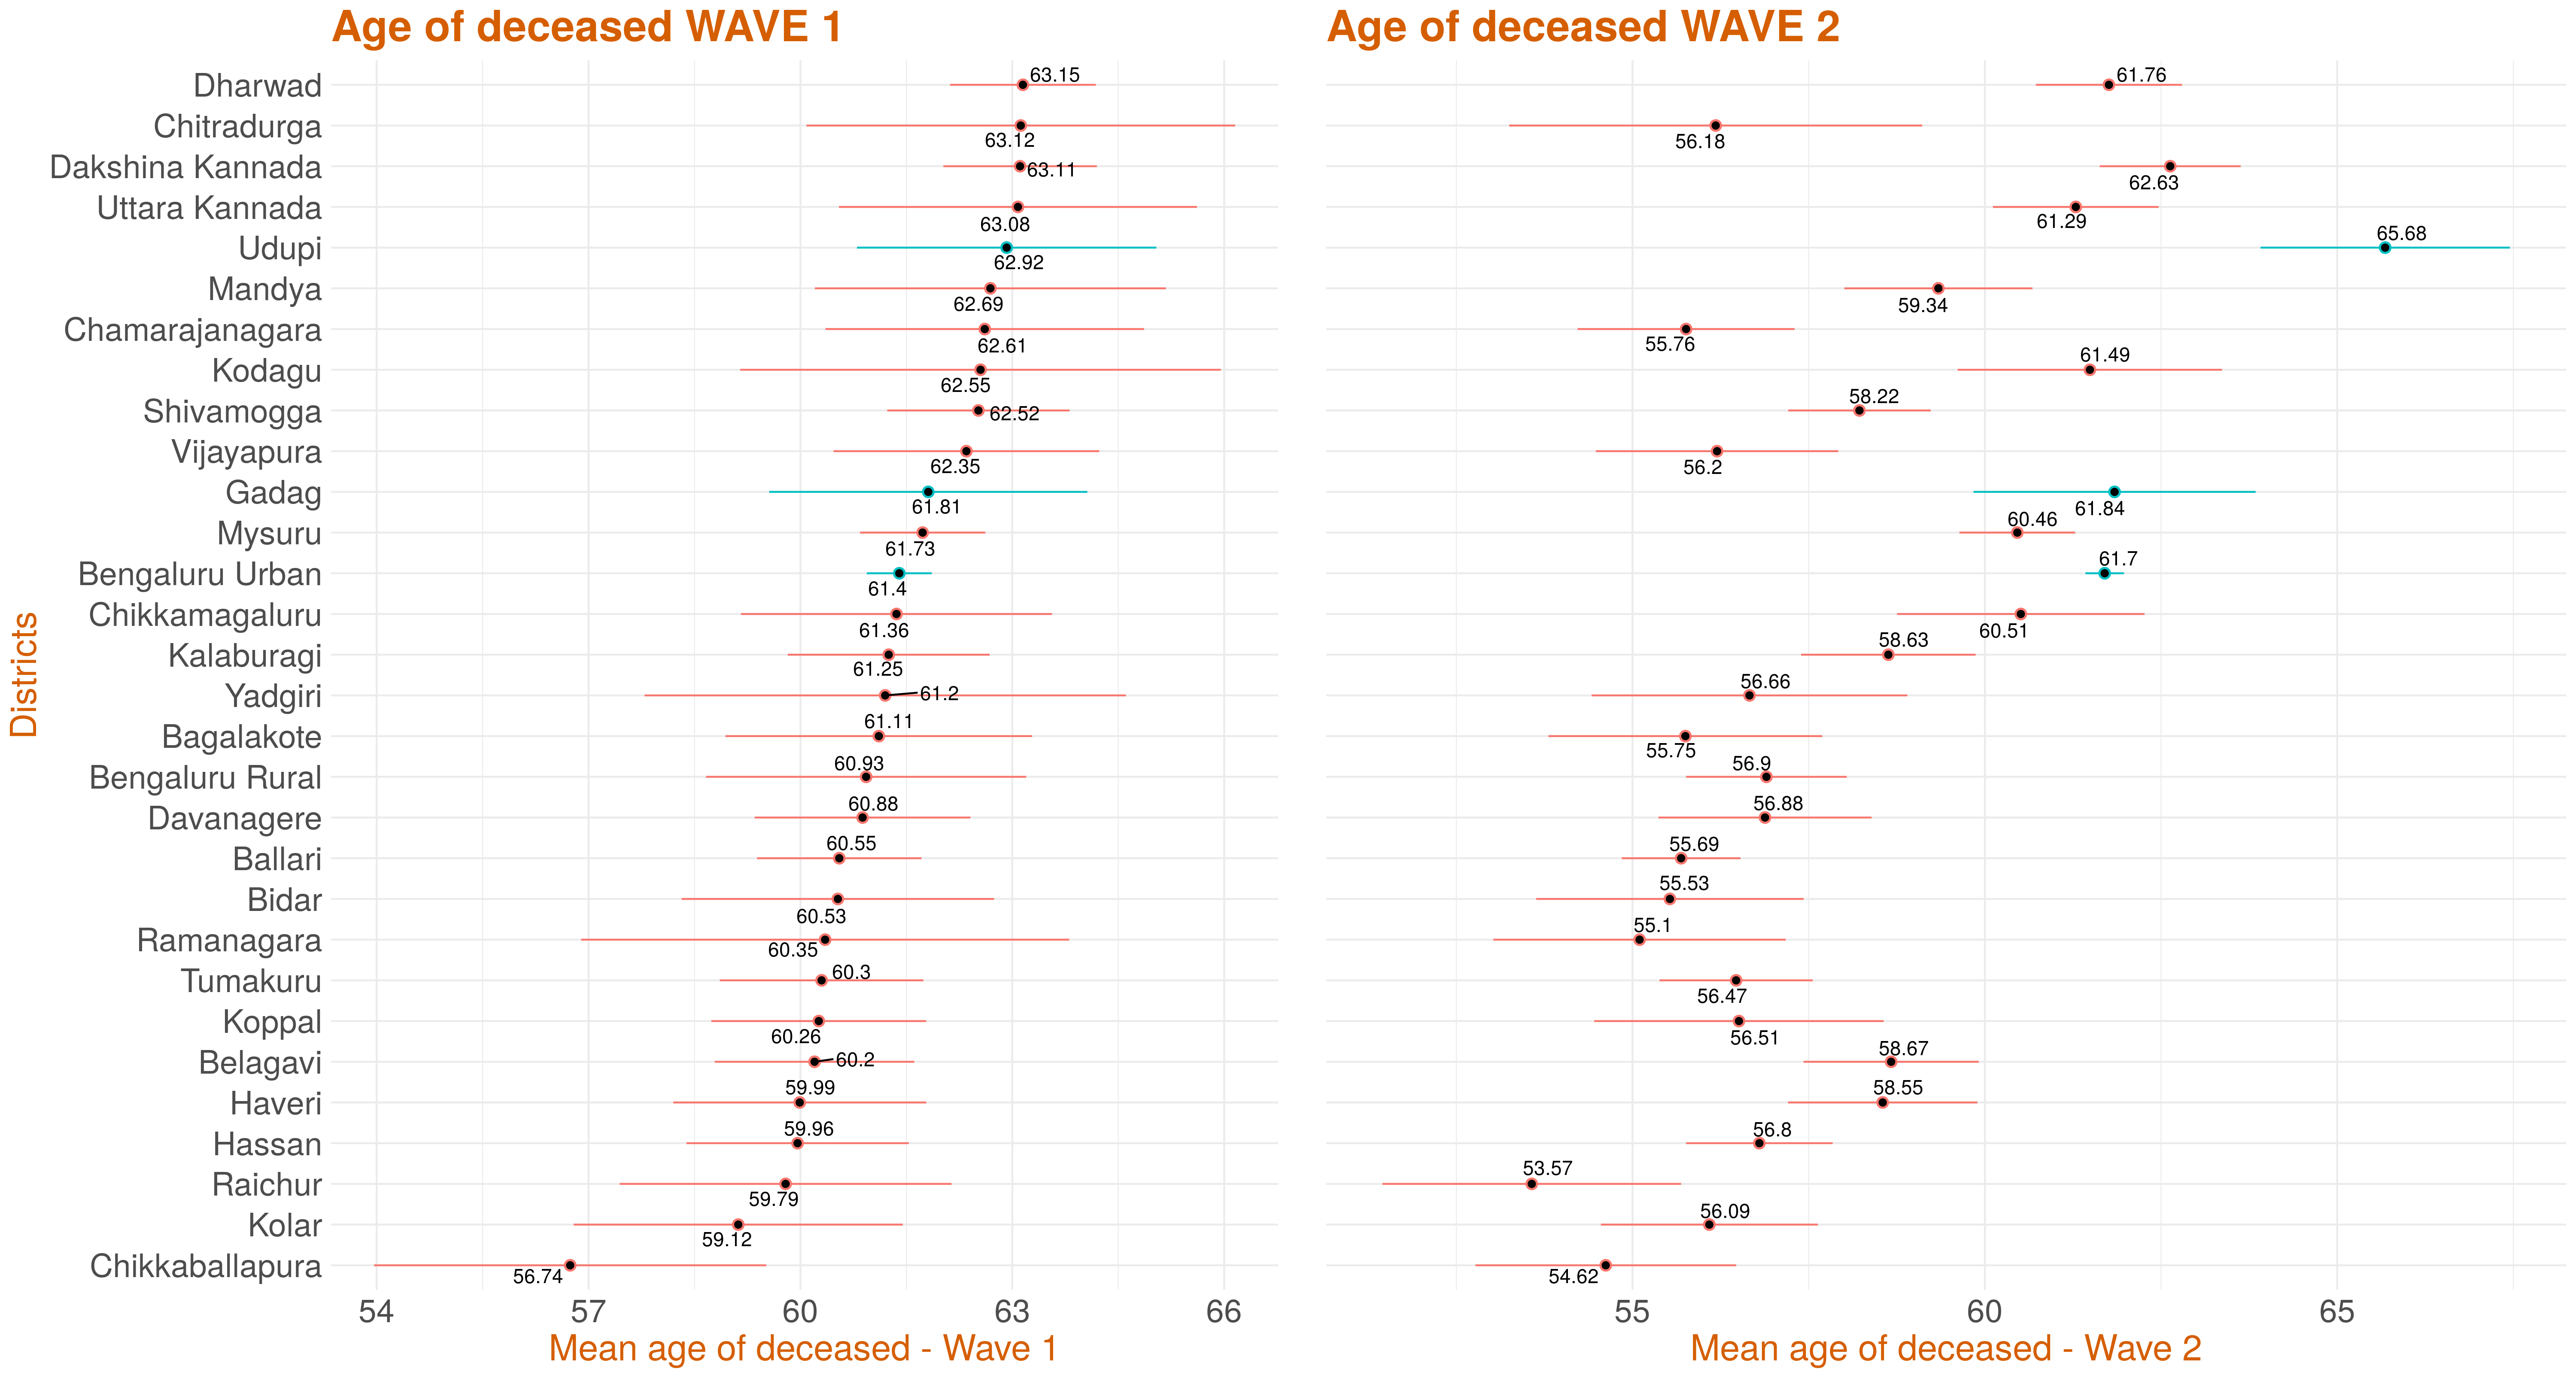 Age of deceased WAVE 1
Age of deceased WAVE 2
Districts
Dharwad 63.15 61.76
Chitradurga 63.12 56.18
Dakshina Kannada 63.11 62.63
Uttara Kannada 63.08 61.29
Udupi 62.92 65.68
Mandya 62.69 59.34
Chamarajanagara 62.61 55.76
Kodagu 62.55 61.49
Shivamogga 62.52 58.22
Vijayapura 62.35 56.2
Gadag 61.81 61.84
Mysuru 61.73 60.46
Bengaluru Urban 61.4 61.7
Chikkamagaluru 61.36 60.51
Kalaburagi 61.25 58.63
Yadgiri 61.2 56.66
Bagalakote 61.11 55.75
Bengaluru Rural 60.93 56.9
Davanagere 60.88 56.88
Ballari 60.55 55.69
Bidar 60.53 55.53
Ramanagara 60.35 55.1
Tumakuru 60.3 56.47
Koppal 60.26 56.51
Belagavi 60.2 58.67
Haveri 59.99 58.55
Hassan 59.96 56.8
Raichur 59.79 53.57
Kolar 59.12 56.09
Chikkaballapura 56.74 54.62
54 57 60 63 66
55 60 65
Mean age of deceased - Wave 1
Mean age of deceased - Wave 2